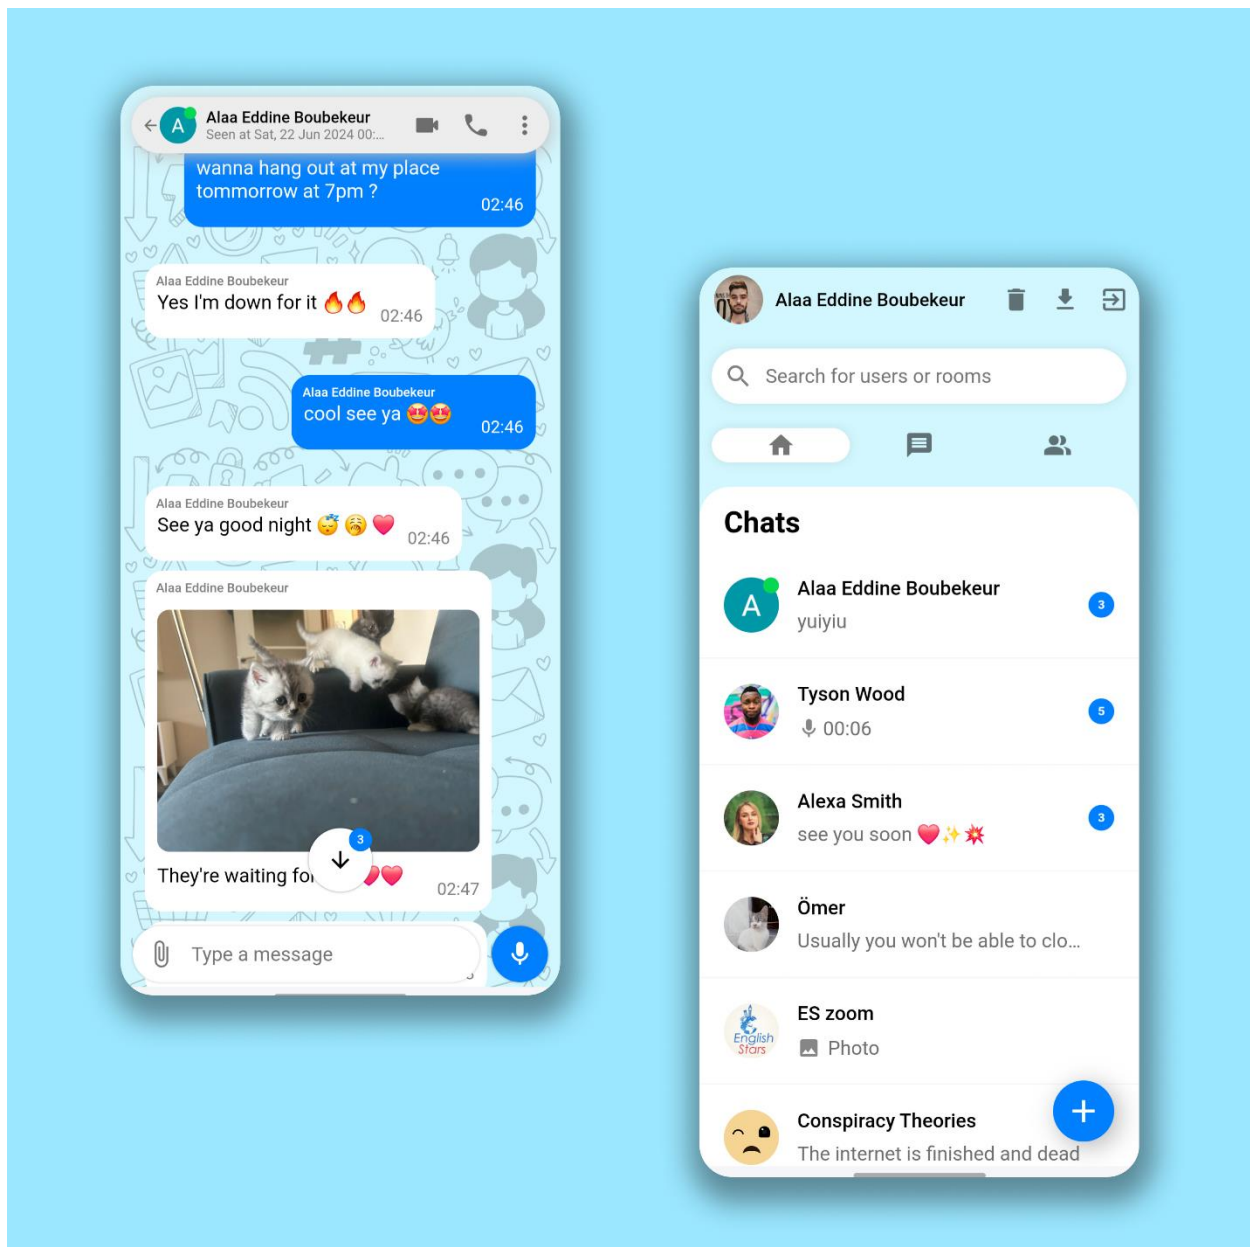 Alaa Eddine Boubekeur
Seen at Sat, 22 Jun 2024 00:...
wanna hang out at my place
tommorrow at 7pm ?
02:46
Alaa Eddine Boubekeur
Yes I'm down for it 🔥🔥
02:46
Alaa Eddine Boubekeur
cool see ya 🤩🤩
02:46
Alaa Eddine Boubekeur
See ya good night 😴 🥱 ❤️
02:46
Alaa Eddine Boubekeur
3
They're waiting for ❤️❤️
02:47
Type a message
Alaa Eddine Boubekeur
Search for users or rooms
Chats
A
Alaa Eddine Boubekeur
yuiyiu
3
Tyson Wood
00:06
5
Alexa Smith
see you soon ❤️✨💥
3
Ömer
Usually you won't be able to clo...
English
Stars
ES zoom
Photo
Conspiracy Theories
The internet is finished and dead